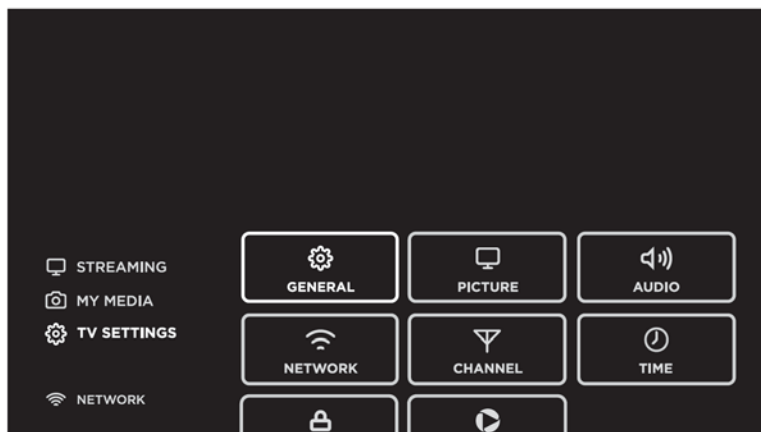 STREAMING
MY MEDIA
TV SETTINGS
NETWORK
GENERAL
PICTURE
AUDIO
NETWORK
CHANNEL
TIME